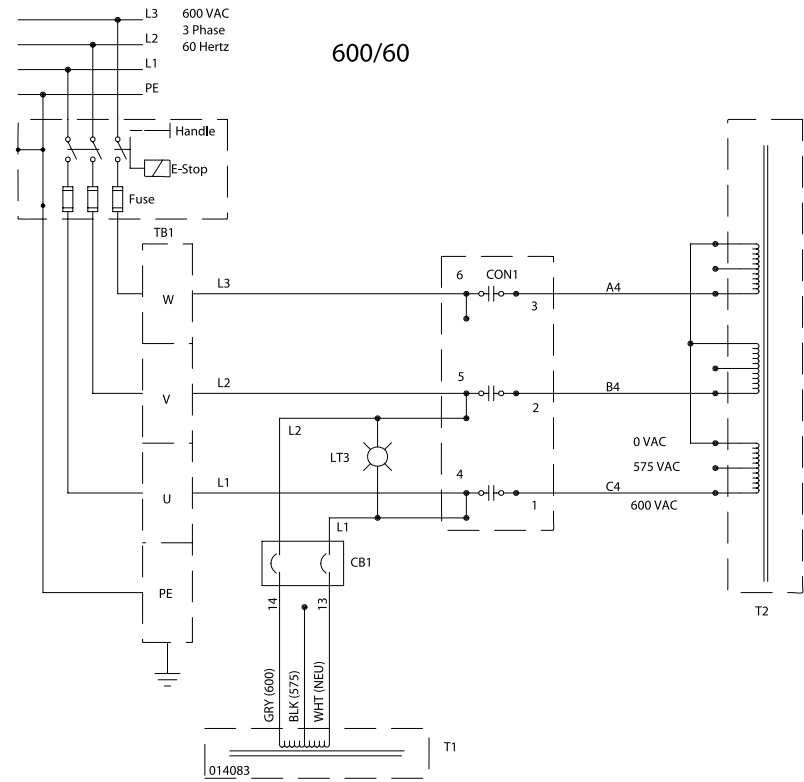 L3 600 VAC
3 Phase
L2 60 Hertz
L1
PE
600/60
Handle
E-Stop
Fuse
TB1
W
L3
6 CON1
3
A4
V
L2
5
2
B4
L2
LT3
0 VAC
575 VAC
600 VAC
U
L1
4
1
C4
L1
CB1
PE
14
13
GRY (600)
BLK (575)
WHT (NEU)
T2
T1
014083